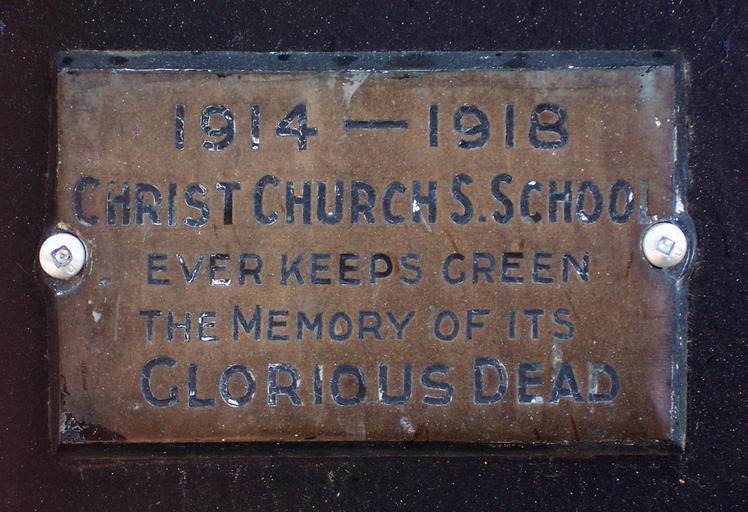 1914 — 1918
CHRIST CHURCH S. SCHOOL
EVER KEEPS GREEN
THE MEMORY OF ITS
GLORIOUS DEAD